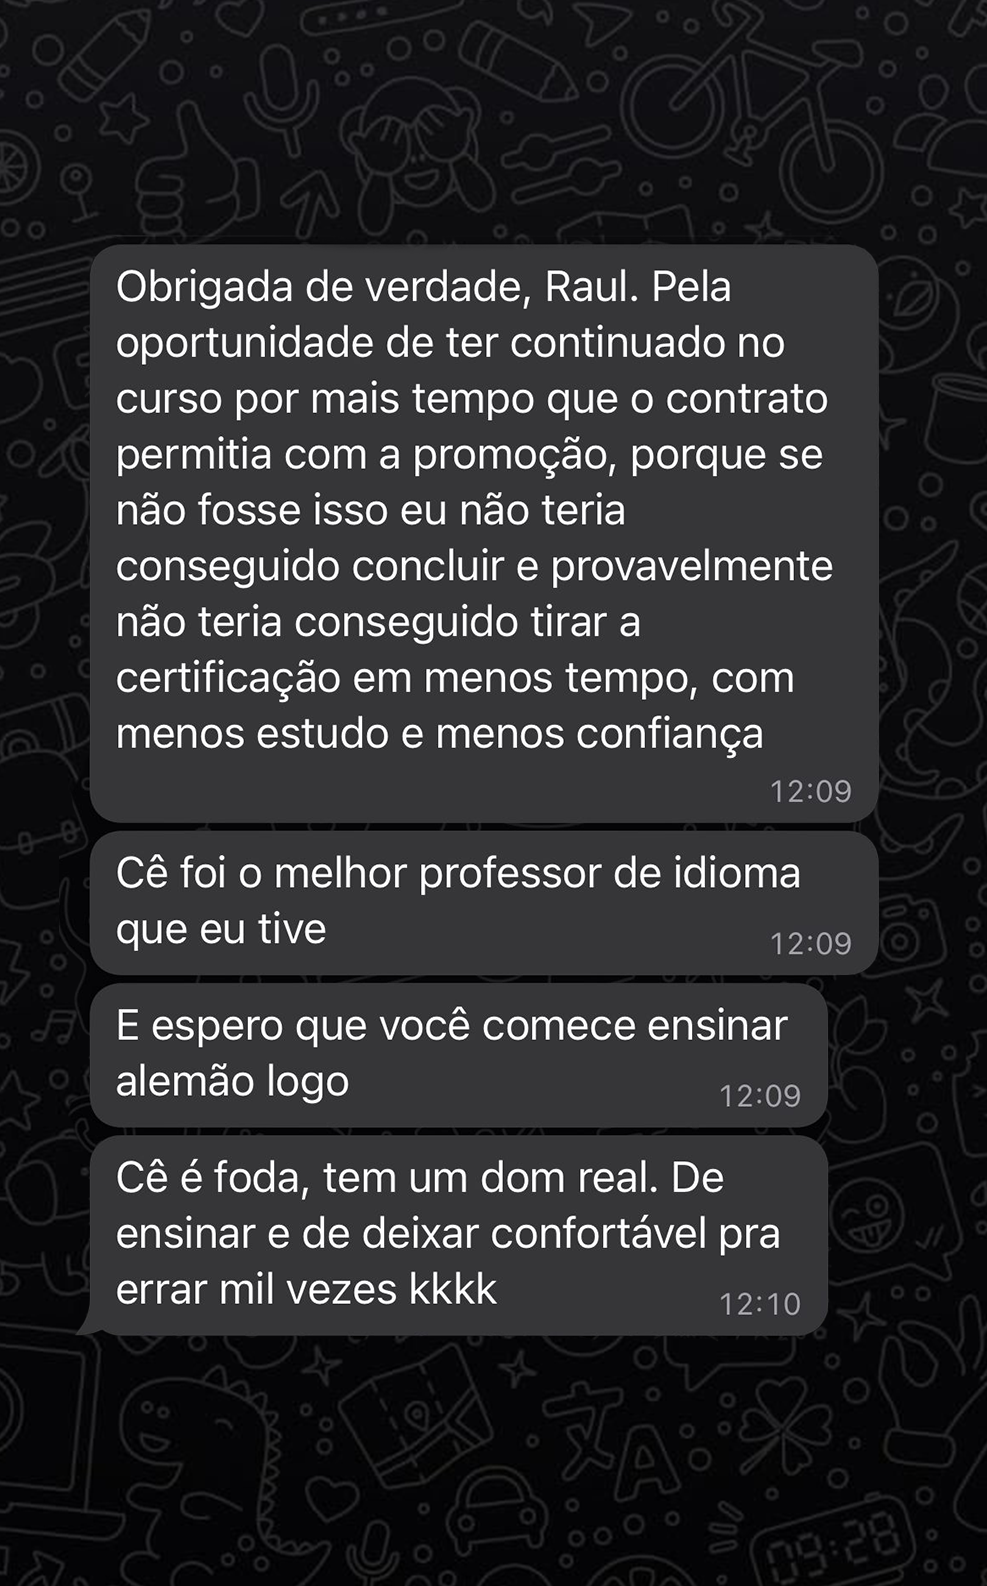 Obrigada de verdade, Raul. Pela
oportunidade de ter continuado no
curso por mais tempo que o contrato
permitia com a promoção, porque se
não fosse isso eu não teria
conseguido concluir e provavelmente
não teria conseguido tirar a
certificação em menos tempo, com
menos estudo e menos confiança
12:09
Cê foi o melhor professor de idioma
que eu tive
12:09
E espero que você comece ensinar
alemão logo
12:09
Cê é foda, tem um dom real. De
ensinar e de deixar confortável pra
errar mil vezes kkkk
12:10
文A
09:28